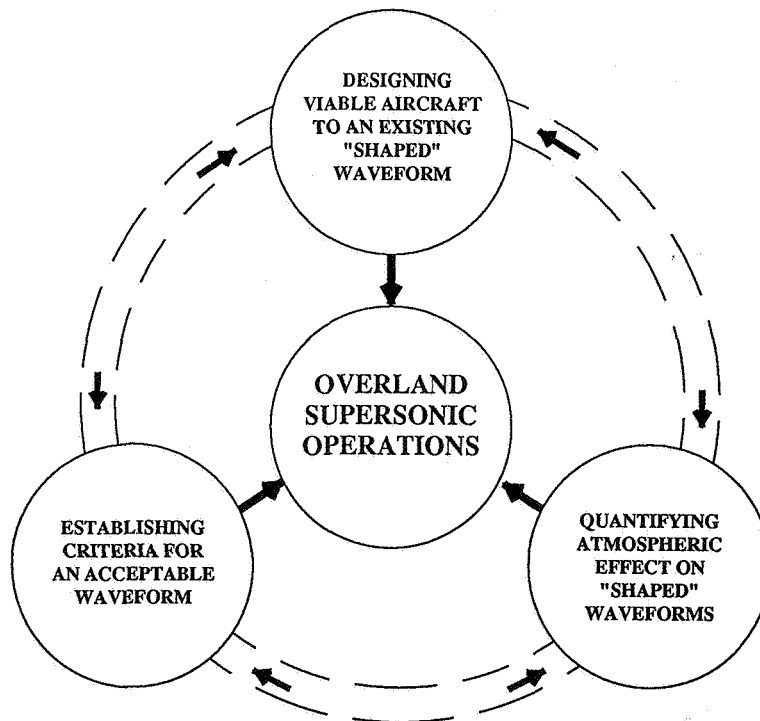 DESIGNING
VIABLE AIRCRAFT
TO AN EXISTING
"SHAPED"
WAVEFORM
OVERLAND
SUPERSONIC
OPERATIONS
ESTABLISHING
CRITERIA FOR
AN ACCEPTABLE
WAVEFORM
QUANTIFYING
ATMOSPHERIC
EFFECT ON
"SHAPED"
WAVEFORMS